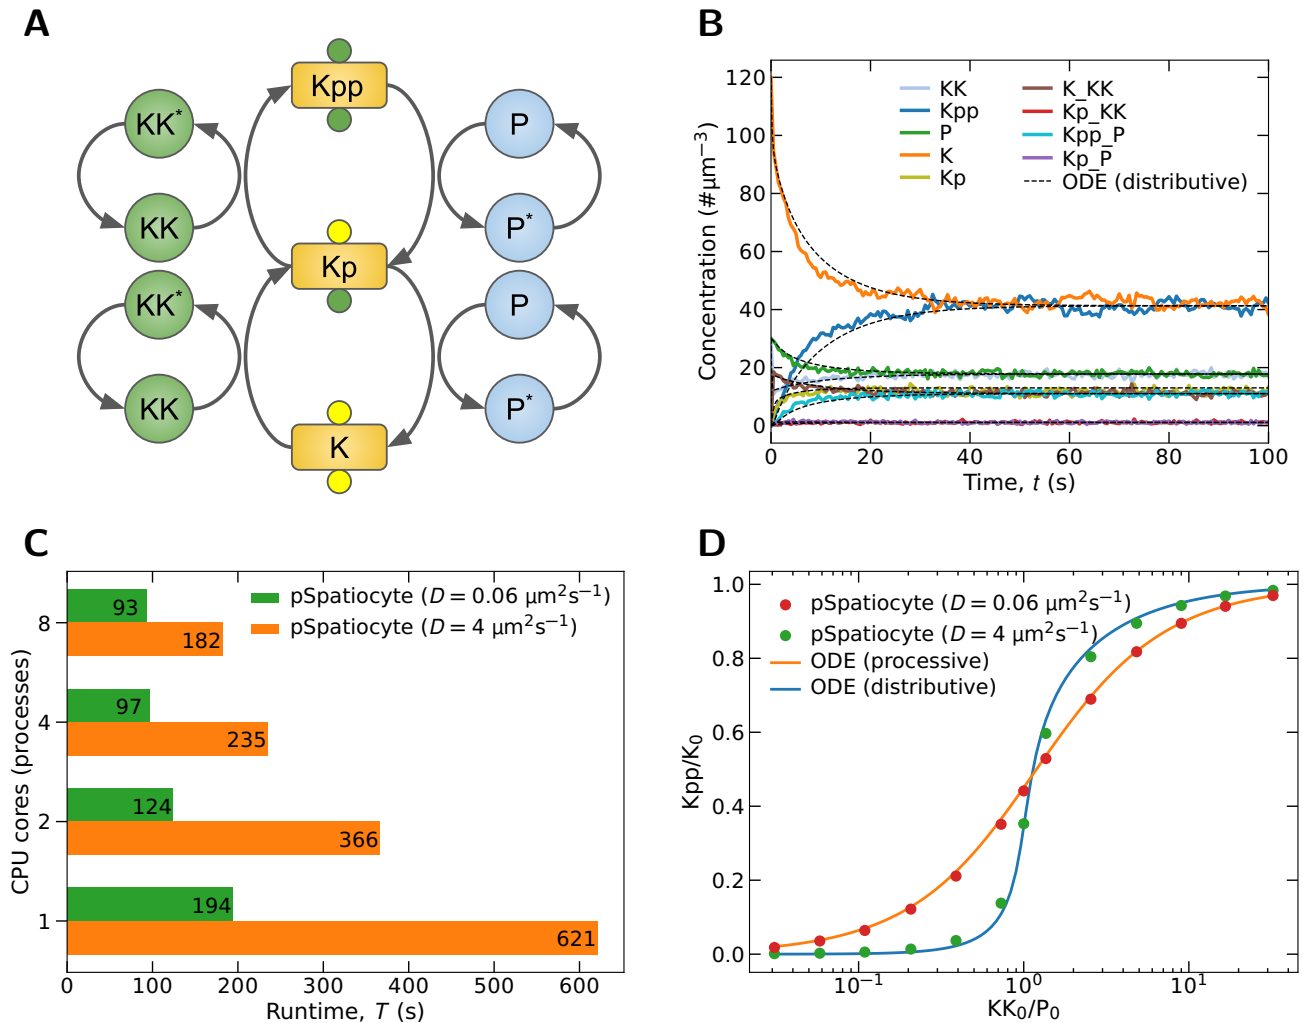 A
KK*
KK
KK*
KK
Kpp
Kp
K
P
P*
P
P*
B
Concentration (#μm⁻³)
120
100
80
60
40
20
0
KK
Kpp
P
K
Kp
K_KK
Kp_KK
Kpp_P
Kp_P
ODE (distributive)
0 20 40 60 80 100
Time, t (s)
C
CPU cores (processes)
pSpatiocyte (D = 0.06 μm²s⁻¹)
pSpatiocyte (D = 4 μm²s⁻¹)
8
93
182
4
97
235
2
124
366
1
194
621
0 100 200 300 400 500 600
Runtime, T (s)
D
Kpp/K₀
1.0
0.8
0.6
0.4
0.2
0.0
pSpatiocyte (D = 0.06 μm²s⁻¹)
pSpatiocyte (D = 4 μm²s⁻¹)
ODE (processive)
ODE (distributive)
10⁻¹ 10⁰ 10¹
KK₀/P₀